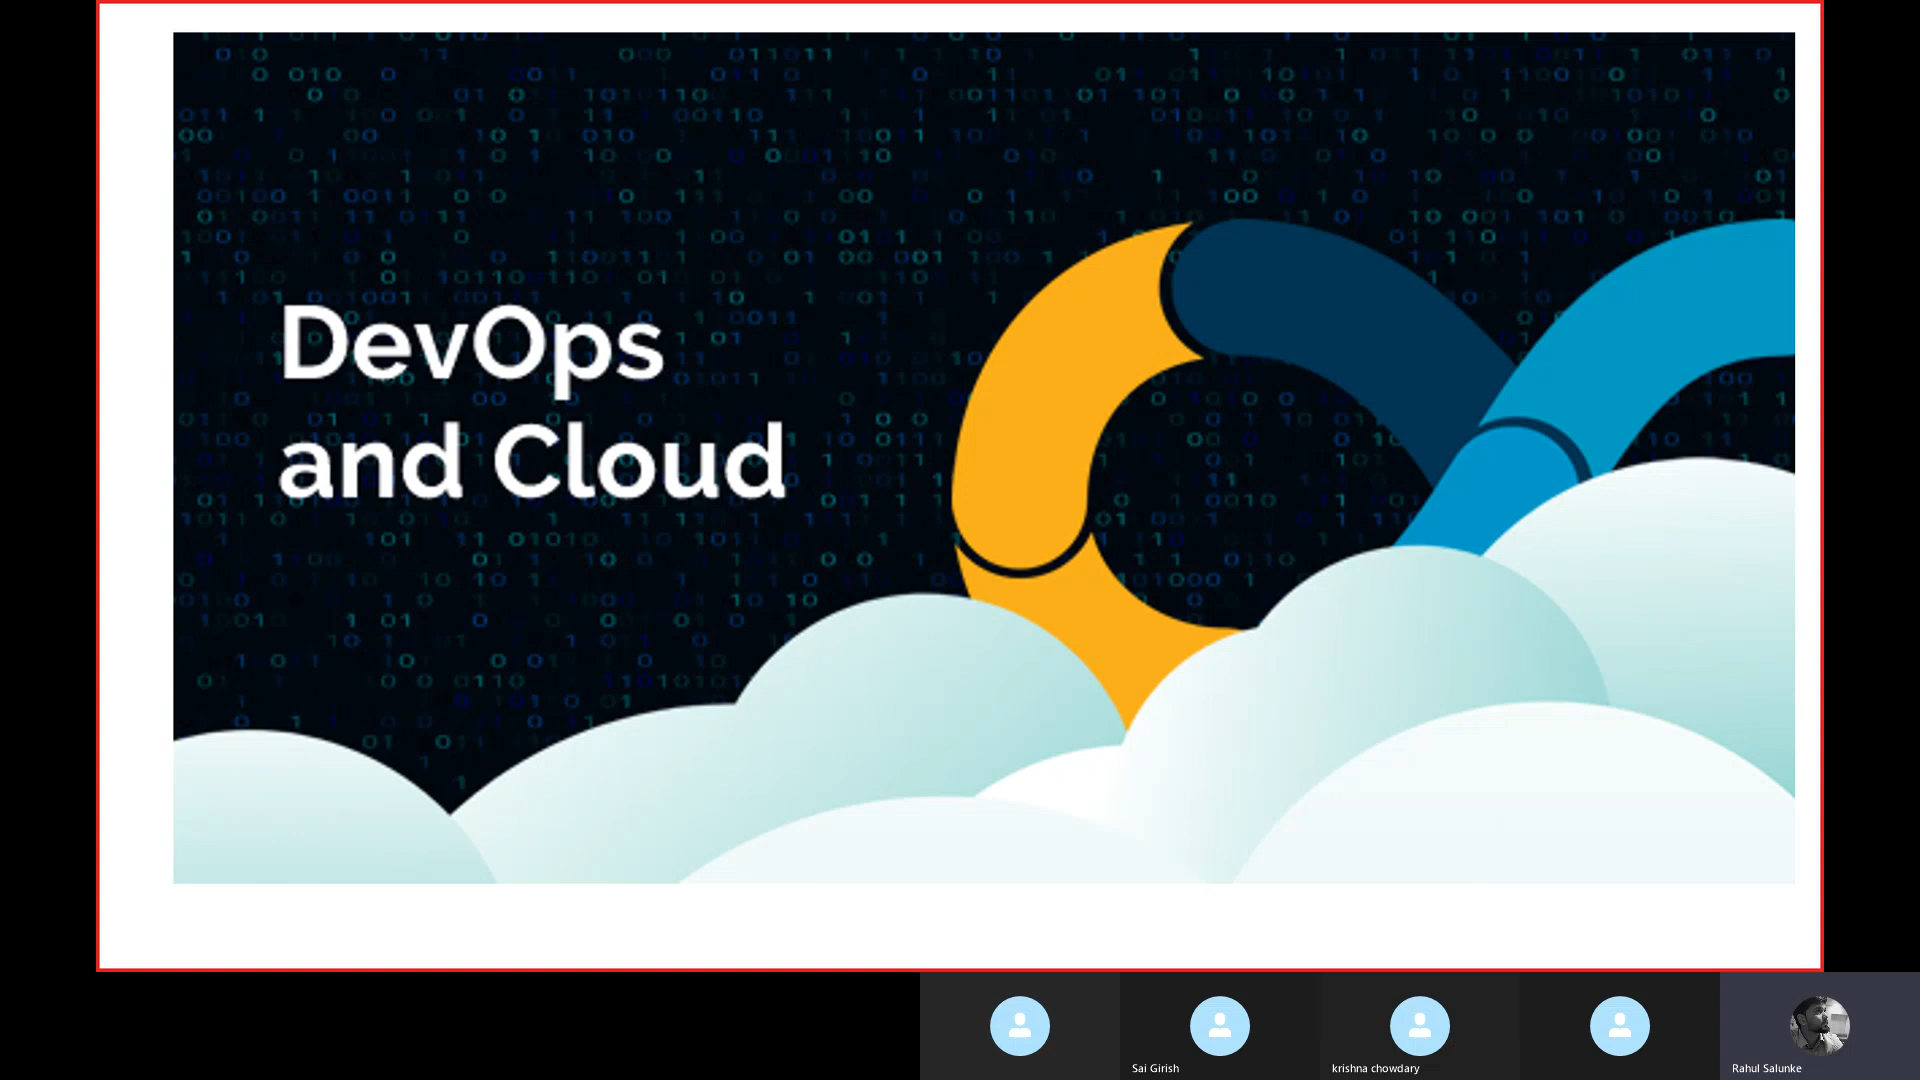 DevOps
and Cloud
Sai Girish
krishna chowdary
Rahul Salunke